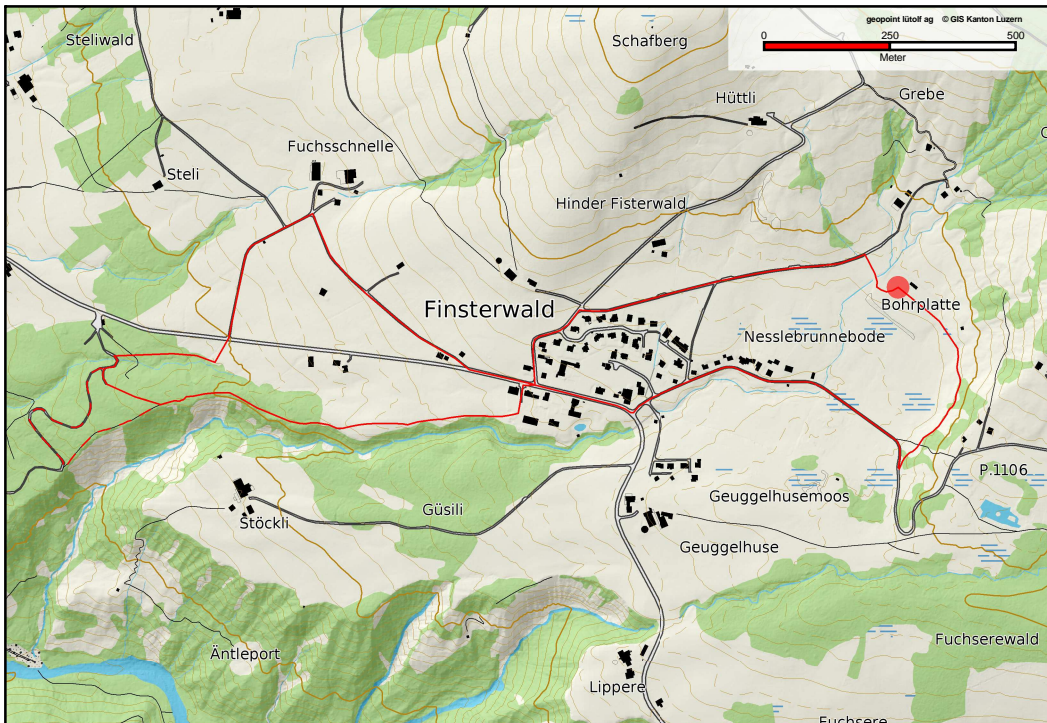 geopoint lütolf ag © GIS Kanton Luzern
0 250 500
Meter
Steliwald
Schafberg
Hüttli
Grebe
Fuchsschnelle
Steli
Hinder Fisterwald
Finsterwald
Bohrplatte
Nesslebrunnebode
P.1106
Geuggelhusemoos
Güsili
Stöckli
Geuggelhuse
Äntleport
Fuchserewald
Lippere
Fuchsere